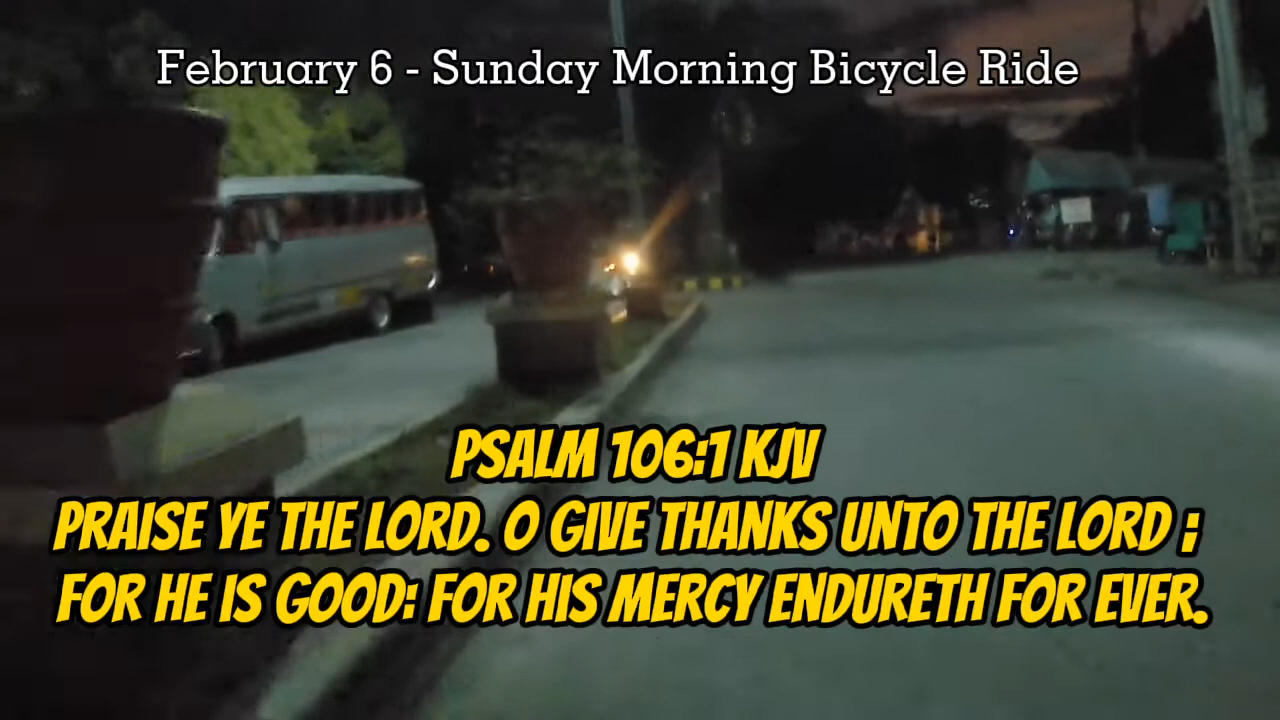 February 6 - Sunday Morning Bicycle Ride
PSALM 106:1 KJV
PRAISE YE THE LORD. O GIVE THANKS UNTO THE LORD ;
FOR HE IS GOOD: FOR HIS MERCY ENDURETH FOR EVER.